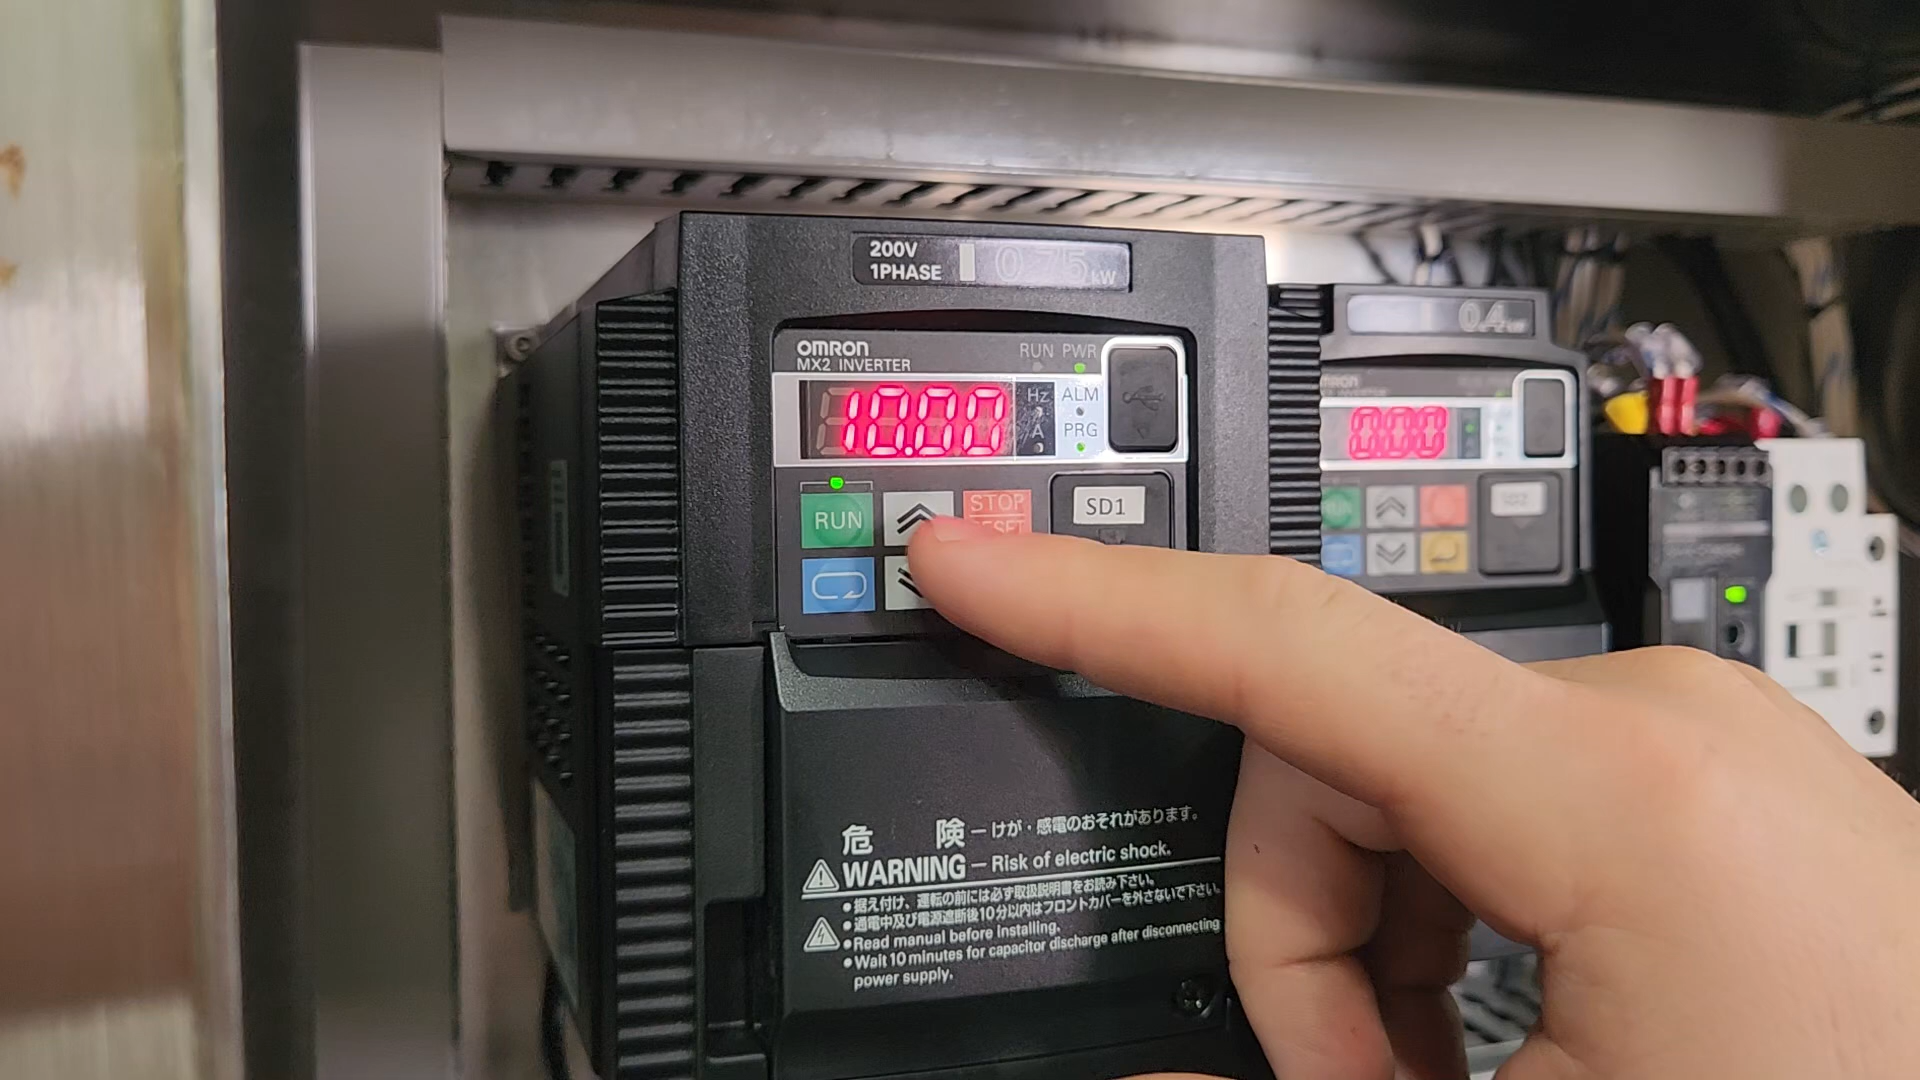 200V
1PHASE
0.75kW
OMRON
MX2 INVERTER
RUN PWR
10.00
Hz
A
ALM
PRG
RUN
STOP
RESET
SD1
危 険 — けが・感電のおそれがあります。
WARNING — Risk of electric shock.
● 据え付け、運転の前には必ず取扱説明書をお読み下さい。
● 通電中及び電源遮断後10分以内はフロントカバーを外さないで下さい。
● Read manual before installing.
● Wait 10 minutes for capacitor discharge after disconnecting
power supply.
0.4kW
OMRON
0.00
RUN